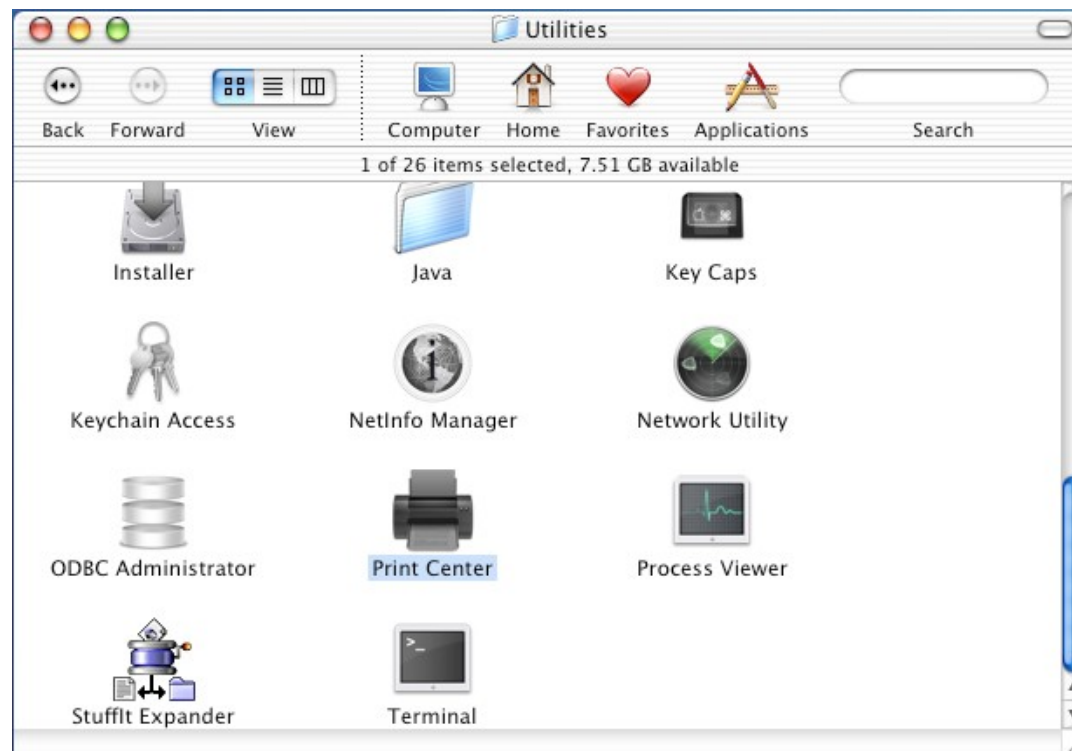 Utilities
Back Forward View Computer Home Favorites Applications Search
1 of 26 items selected, 7.51 GB available
Installer Java Key Caps
Keychain Access NetInfo Manager Network Utility
ODBC Administrator Print Center Process Viewer
>_
StuffIt Expander Terminal